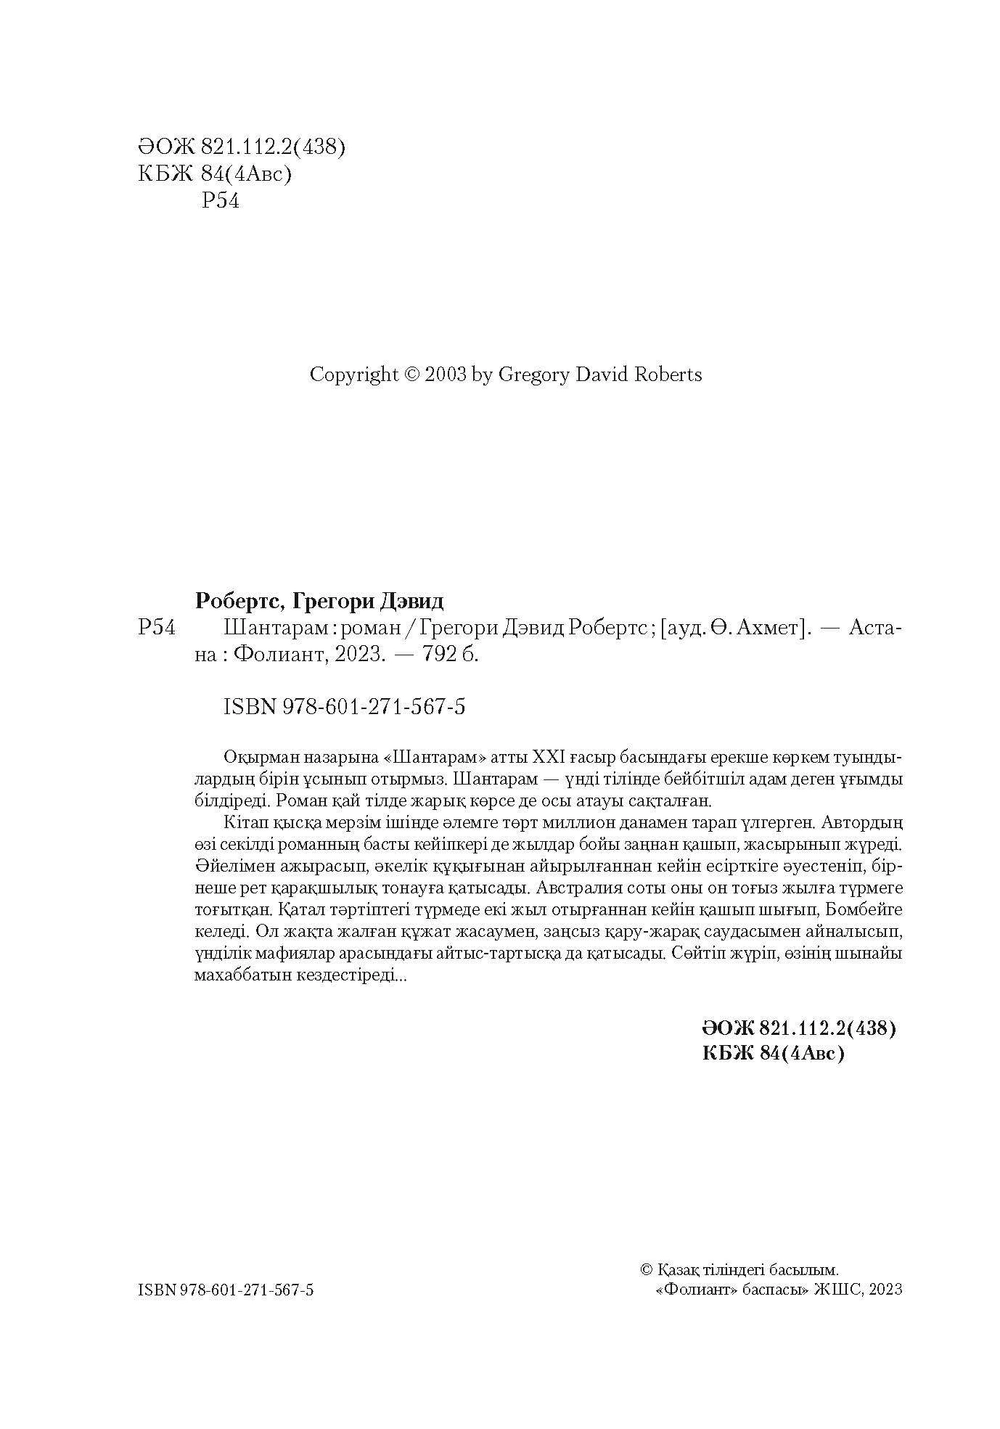 ӘОЖ 821.112.2(438)
КБЖ 84(4Авс)
Р54
Copyright © 2003 by Gregory David Roberts
Робертс, Грегори Дэвид
Р54 Шантарам : роман / Грегори Дэвид Робертс ; [ауд. Ө. Ахмет]. — Аста-
на : Фолиант, 2023. — 792 б.
ISBN 978-601-271-567-5
Оқырман назарына «Шантарам» атты ХХІ ғасыр басындағы ерекше көркем туынды-
лардың бірін ұсынып отырмыз. Шантарам — үнді тілінде бейбітшіл адам деген ұғымды
білдіреді. Роман қай тілде жарық көрсе де осы атауы сақталған.
Кітап қысқа мерзім ішінде әлемге төрт миллион данамен тарап үлгерген. Автордың
өзі секілді романның басты кейіпкері де жылдар бойы заңнан қашып, жасырынып жүреді.
Әйелімен ажырасып, әкелік құқығынан айырылғаннан кейін есірткіге әуестеніп, бір-
неше рет қарақшылық тонауға қатысады. Австралия соты оны он тоғыз жылға түрмеге
тоғытқан. Қатал тәртіптегі түрмеде екі жыл отырғаннан кейін қашып шығып, Бомбейге
келеді. Ол жақта жалған құжат жасаумен, заңсыз қару-жарақ саудасымен айналысып,
үнділік мафиялар арасындағы айтыс-тартысқа да қатысады. Сөйтіп жүріп, өзінің шынайы
махаббатын кездестіреді...
ӘОЖ 821.112.2(438)
КБЖ 84(4Авс)
© Қазақ тіліндегі басылым.
ISBN 978-601-271-567-5 «Фолиант» баспасы» ЖШС, 2023